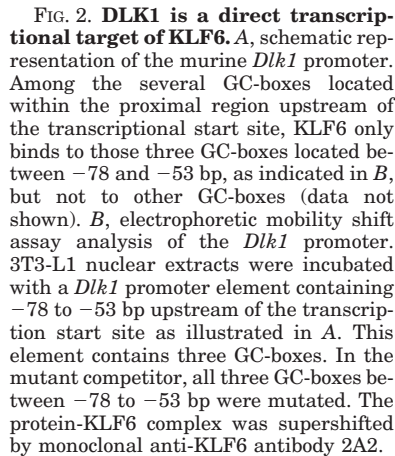 FIG. 2. DLK1 is a direct transcrip-
tional target of KLF6. A, schematic rep-
resentation of the murine Dlk1 promoter.
Among the several GC-boxes located
within the proximal region upstream of
the transcriptional start site, KLF6 only
binds to those three GC-boxes located be-
tween −78 and −53 bp, as indicated in B,
but not to other GC-boxes (data not
shown). B, electrophoretic mobility shift
assay analysis of the Dlk1 promoter.
3T3-L1 nuclear extracts were incubated
with a Dlk1 promoter element containing
−78 to −53 bp upstream of the transcrip-
tion start site as illustrated in A. This
element contains three GC-boxes. In the
mutant competitor, all three GC-boxes be-
tween −78 to −53 bp were mutated. The
protein-KLF6 complex was supershifted
by monoclonal anti-KLF6 antibody 2A2.